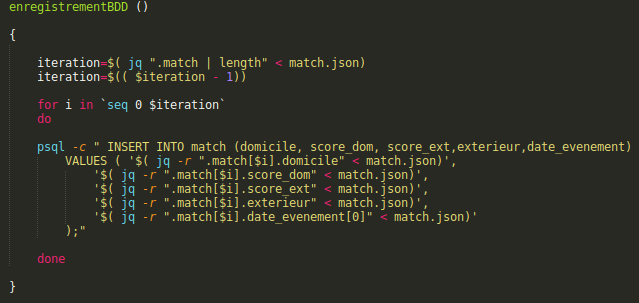 enregistrementBDD ()
{
iteration=$( jq ".match | length" < match.json)
iteration=$(( $iteration - 1))
for i in `seq 0 $iteration`
do
psql -c " INSERT INTO match (domicile, score_dom, score_ext,exterieur,date_evenement)
VALUES ( '$( jq -r ".match[$i].domicile" < match.json)',
'$( jq -r ".match[$i].score_dom" < match.json)',
'$( jq -r ".match[$i].score_ext" < match.json)',
'$( jq -r ".match[$i].exterieur" < match.json)',
'$( jq -r ".match[$i].date_evenement[0]" < match.json)'
);"
done
}